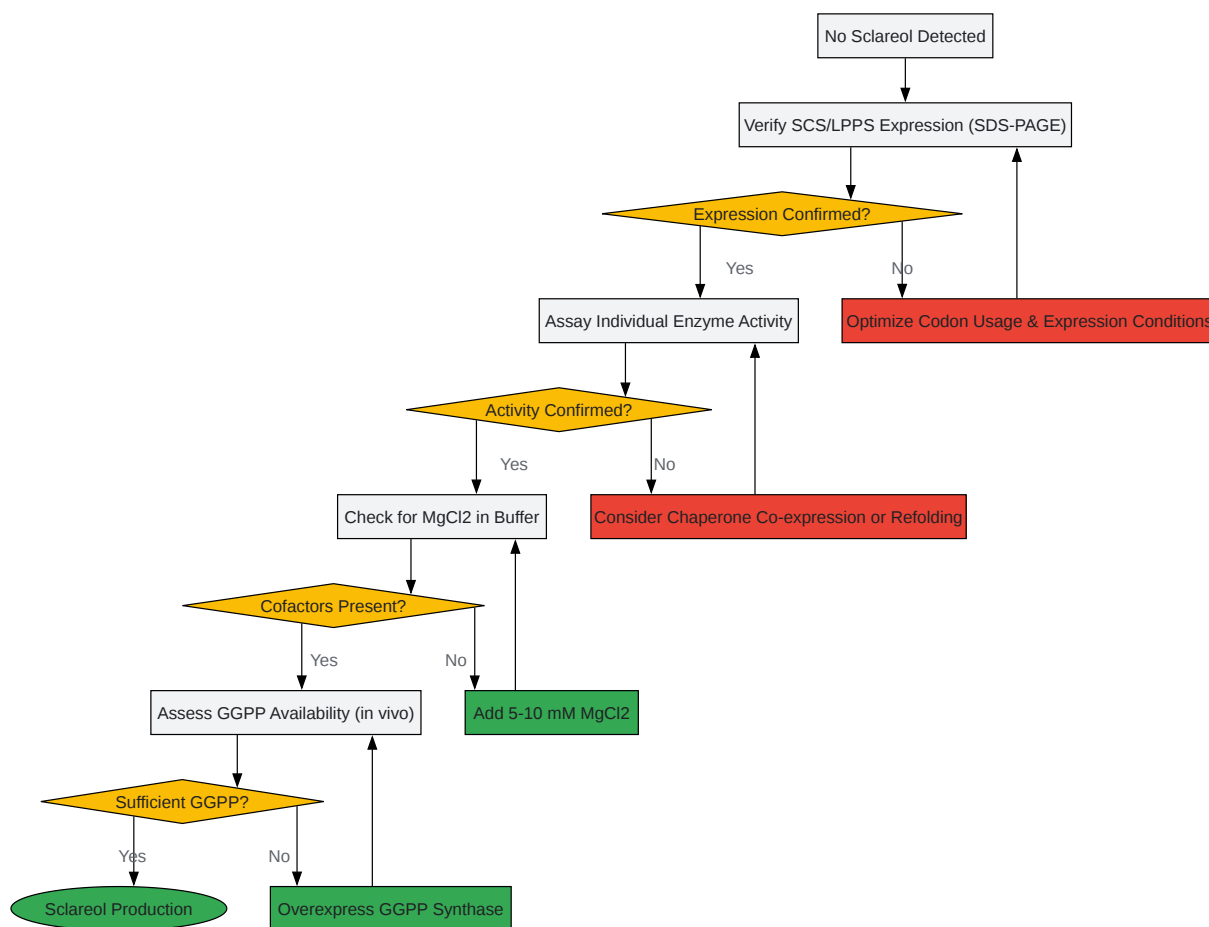 No Sclareol Detected
Verify SCS/LPPS Expression (SDS-PAGE)
Expression Confirmed?
Yes
No
Assay Individual Enzyme Activity
Optimize Codon Usage & Expression Conditions
Activity Confirmed?
Yes
No
Check for MgCl2 in Buffer
Consider Chaperone Co-expression or Refolding
Cofactors Present?
Yes
No
Assess GGPP Availability (in vivo)
Add 5-10 mM MgCl2
Sufficient GGPP?
Yes
No
Sclareol Production
Overexpress GGPP Synthase